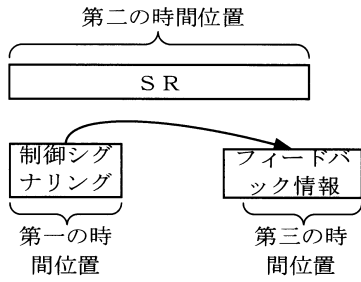 第二の時間位置
ＳＲ
制御シグ
ナリング
フィードバ
ック情報
第一の時
間位置
第三の時
間位置